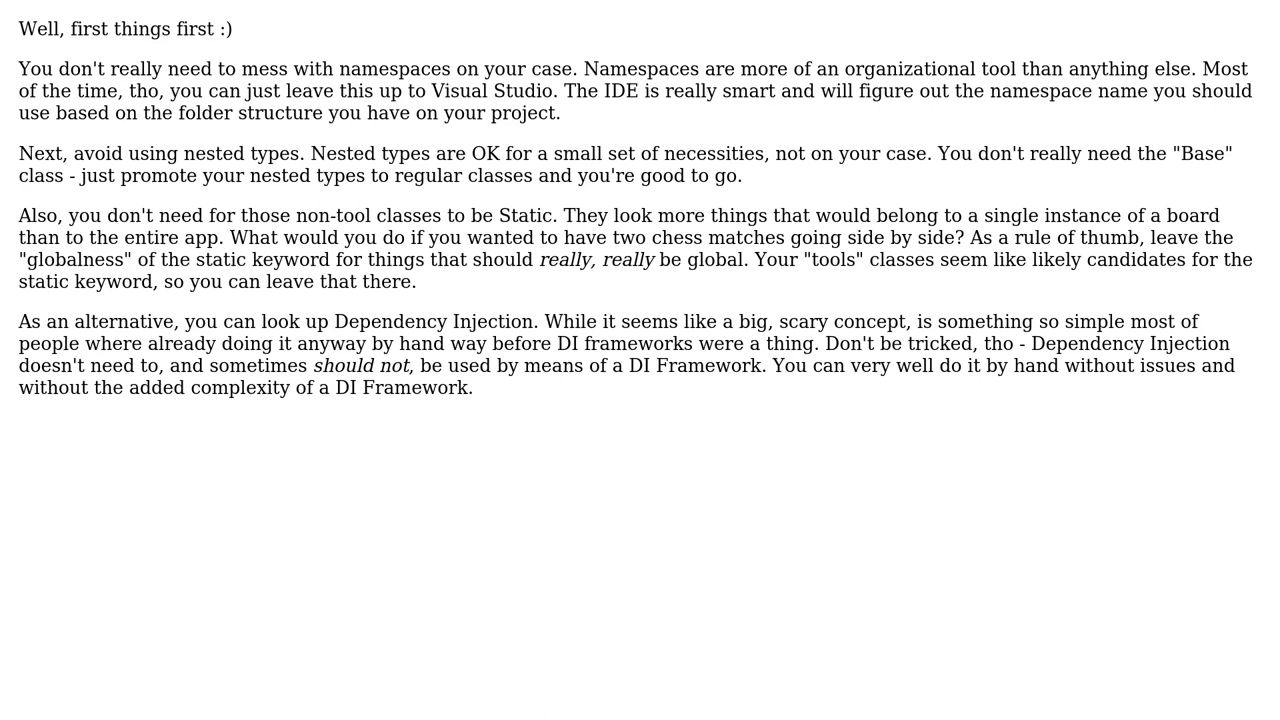 Well, first things first :)
You don't really need to mess with namespaces on your case. Namespaces are more of an organizational tool than anything else. Most
of the time, tho, you can just leave this up to Visual Studio. The IDE is really smart and will figure out the namespace name you should
use based on the folder structure you have on your project.
Next, avoid using nested types. Nested types are OK for a small set of necessities, not on your case. You don't really need the "Base"
class - just promote your nested types to regular classes and you're good to go.
Also, you don't need for those non-tool classes to be Static. They look more things that would belong to a single instance of a board
than to the entire app. What would you do if you wanted to have two chess matches going side by side? As a rule of thumb, leave the
"globalness" of the static keyword for things that should really, really be global. Your "tools" classes seem like likely candidates for the
static keyword, so you can leave that there.
As an alternative, you can look up Dependency Injection. While it seems like a big, scary concept, is something so simple most of
people where already doing it anyway by hand way before DI frameworks were a thing. Don't be tricked, tho - Dependency Injection
doesn't need to, and sometimes should not, be used by means of a DI Framework. You can very well do it by hand without issues and
without the added complexity of a DI Framework.